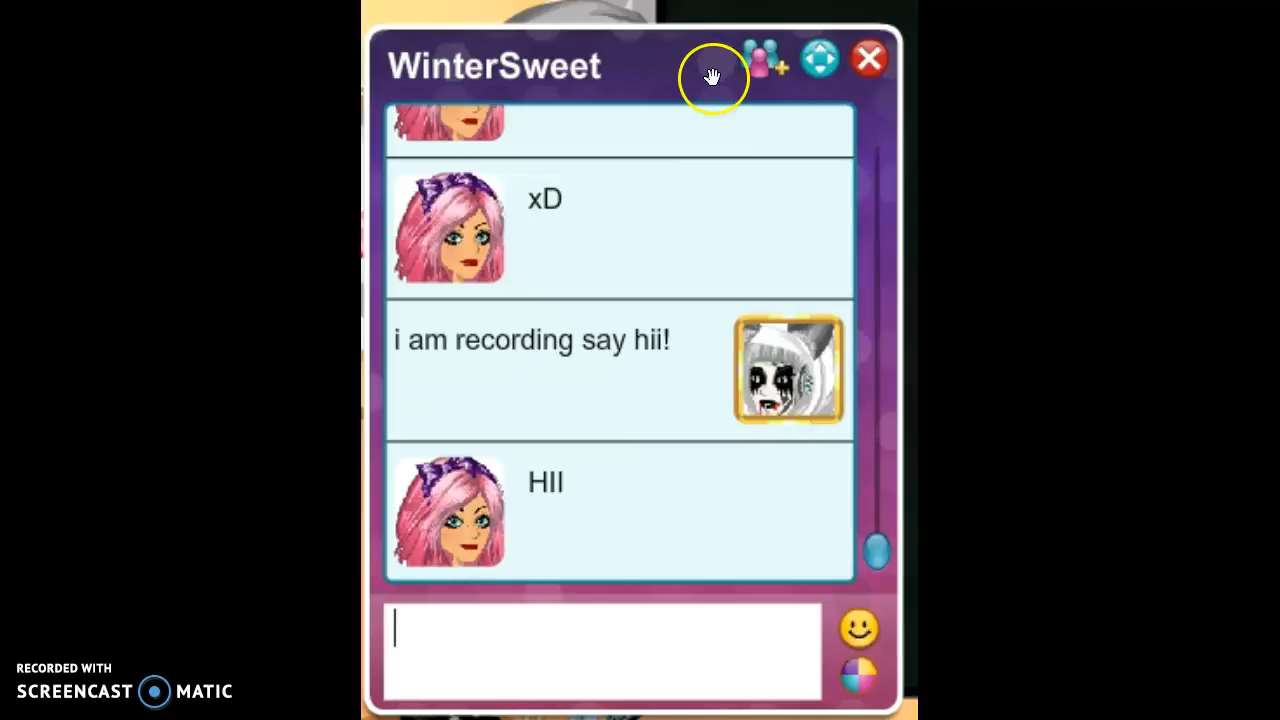 WinterSweet
xD
i am recording say hii!
HII
RECORDED WITH
SCREENCAST MATIC